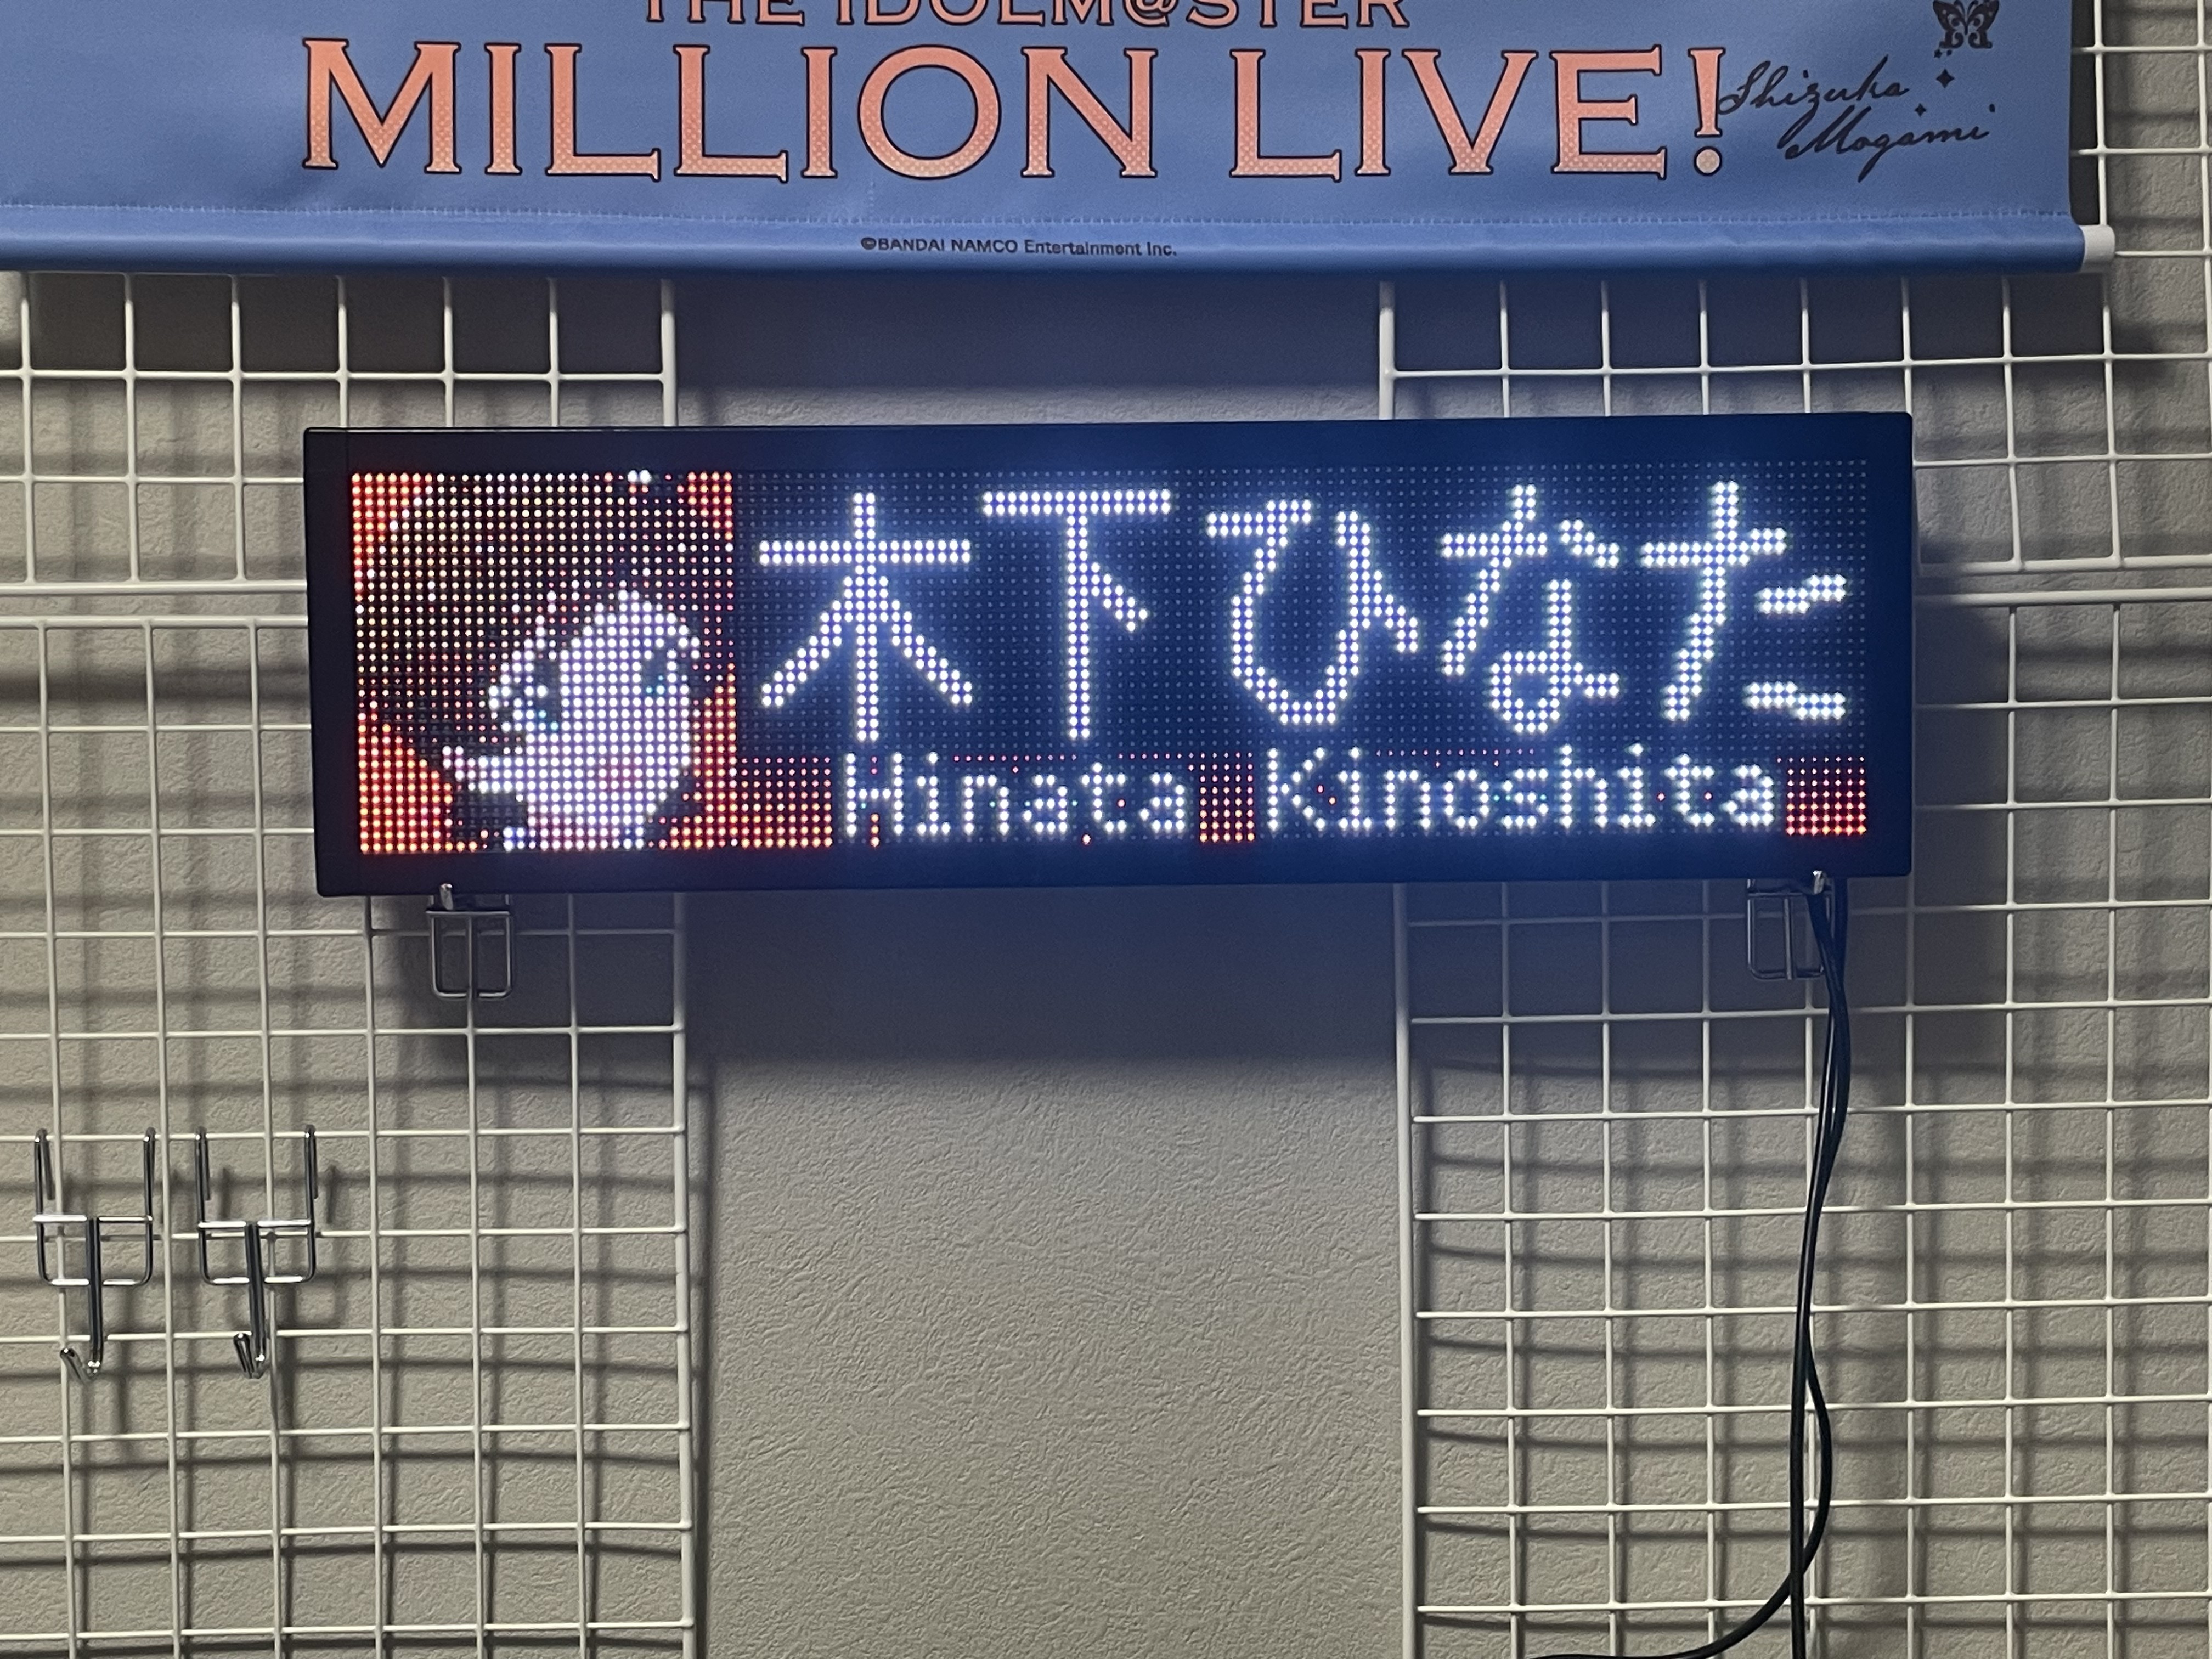 THE IDOLM@STER
MILLION LIVE!
Shizuka
Mogami
©BANDAI NAMCO Entertainment Inc.
木下ひなた
Hinata Kinoshita